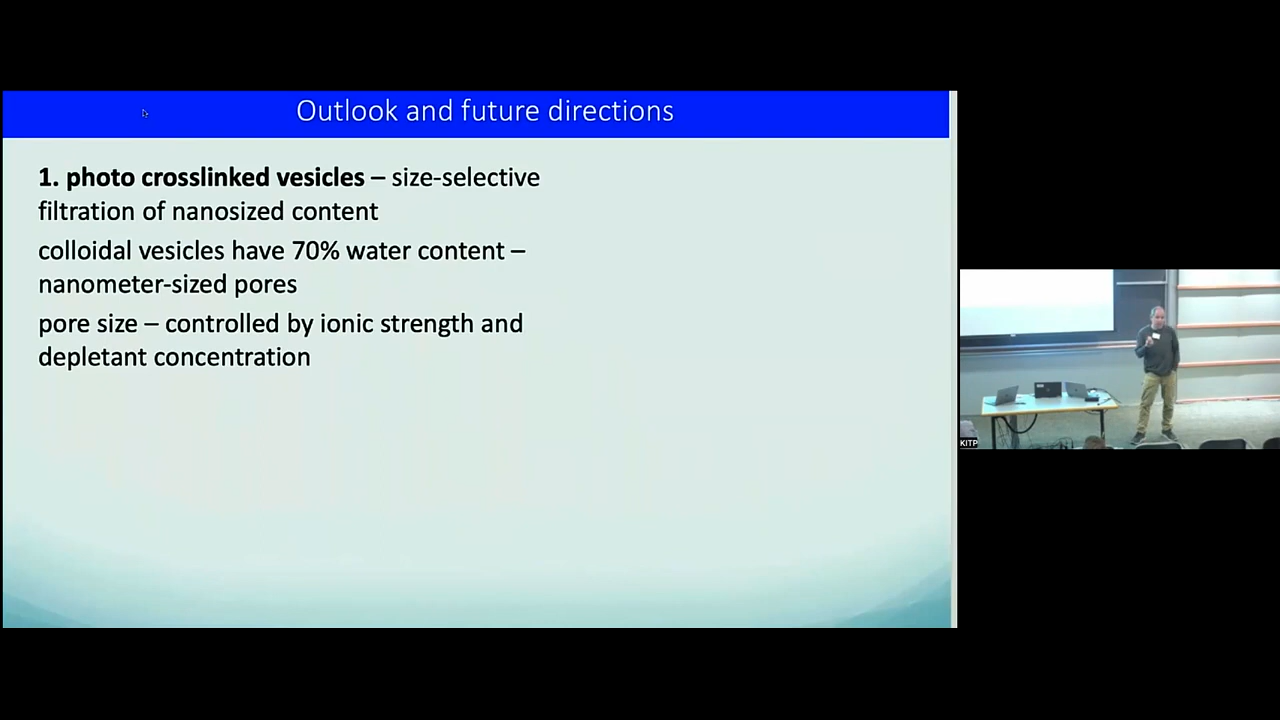 Outlook and future directions
1. photo crosslinked vesicles – size-selective
filtration of nanosized content
colloidal vesicles have 70% water content –
nanometer-sized pores
pore size – controlled by ionic strength and
depletant concentration
KITP